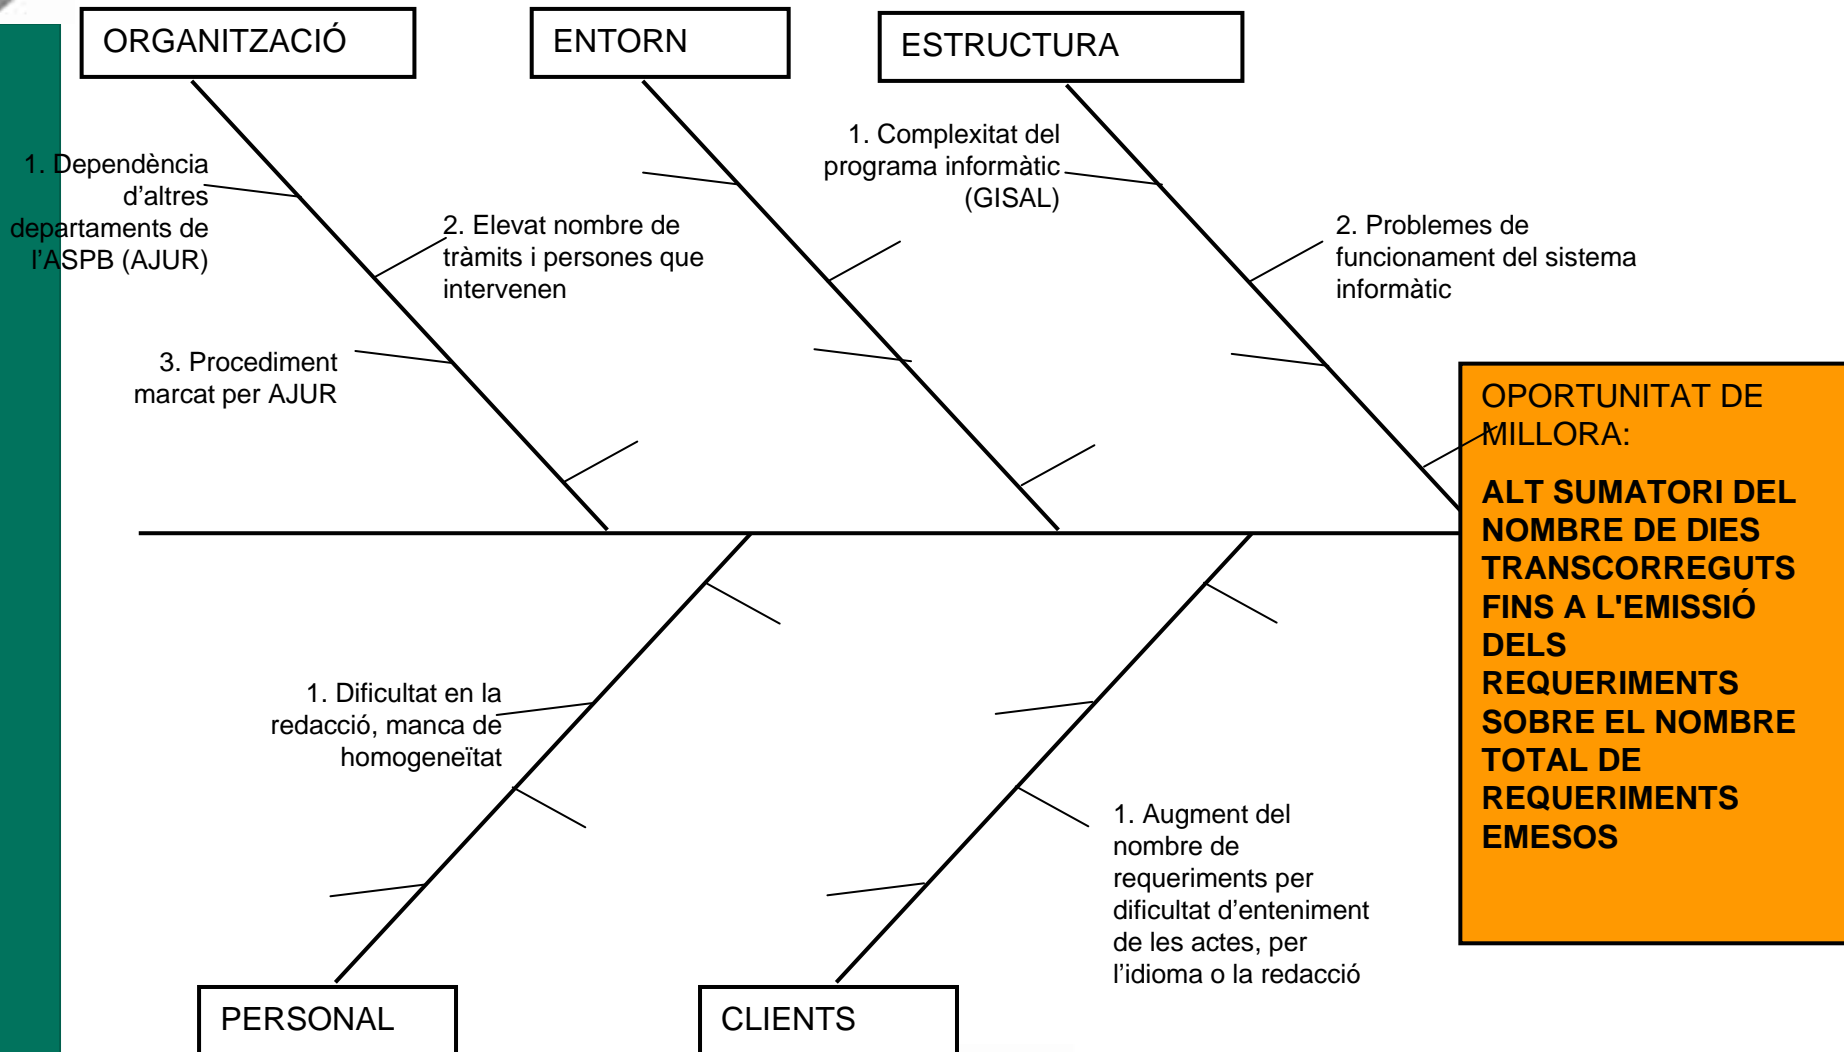 ORGANITZACIÓ
ENTORN
ESTRUCTURA
1. Dependència
d’altres
departaments de
l’ASPB (AJUR)
2. Elevat nombre de
tràmits i persones que
intervenen
3. Procediment
marcat per AJUR
1. Complexitat del
programa informàtic
(GISAL)
2. Problemes de
funcionament del sistema
informàtic
OPORTUNITAT DE
MILLORA:
ALT SUMATORI DEL
NOMBRE DE DIES
TRANSCORREGUTS
FINS A L'EMISSIÓ
DELS
REQUERIMENTS
SOBRE EL NOMBRE
TOTAL DE
REQUERIMENTS
EMESOS
1. Dificultat en la
redacció, manca de
homogeneïtat
1. Augment del
nombre de
requeriments per
dificultat d’enteniment
de les actes, per
l’idioma o la redacció
PERSONAL
CLIENTS